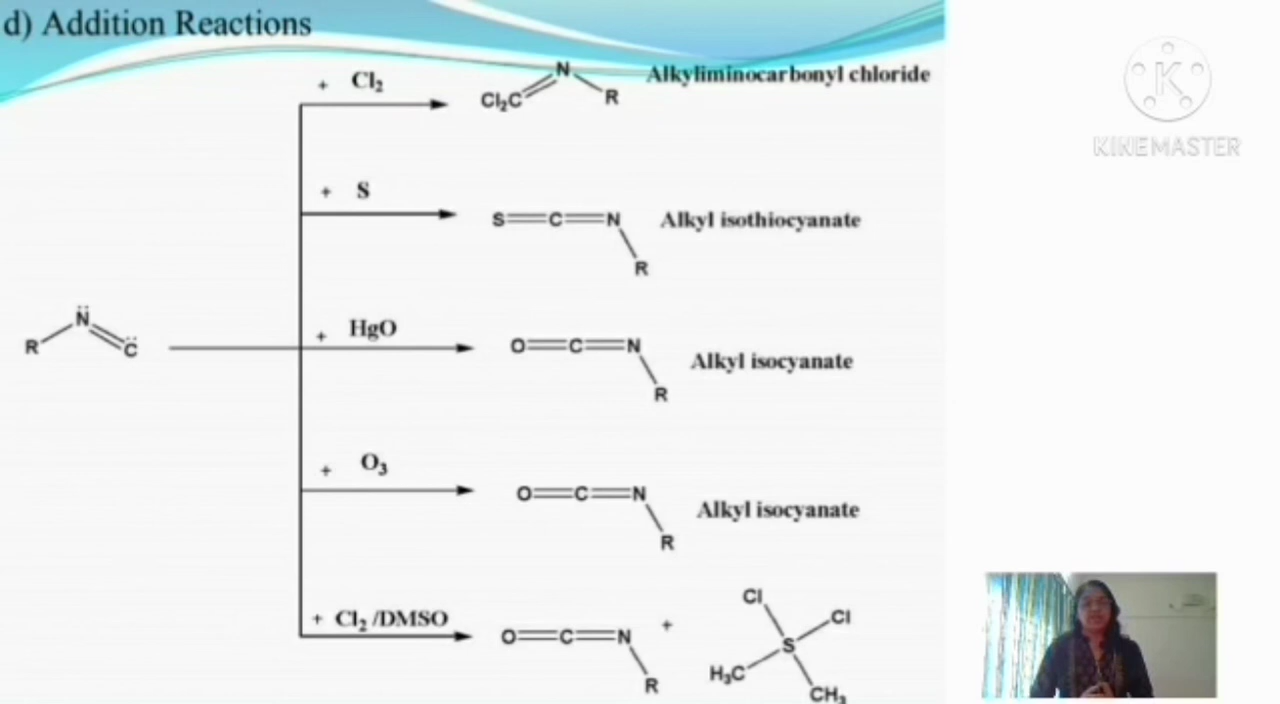 d) Addition Reactions
+ Cl₂
Cl₂C N R
Alkyliminocarbonyl chloride
K
KINEMASTER
+ S
S C N R
Alkyl isothiocyanate
R N̈ C̈
+ HgO
O C N R
Alkyl isocyanate
+ O₃
O C N R
Alkyl isocyanate
+ Cl₂ /DMSO
O C N R
+
Cl Cl S H₃C CH₃